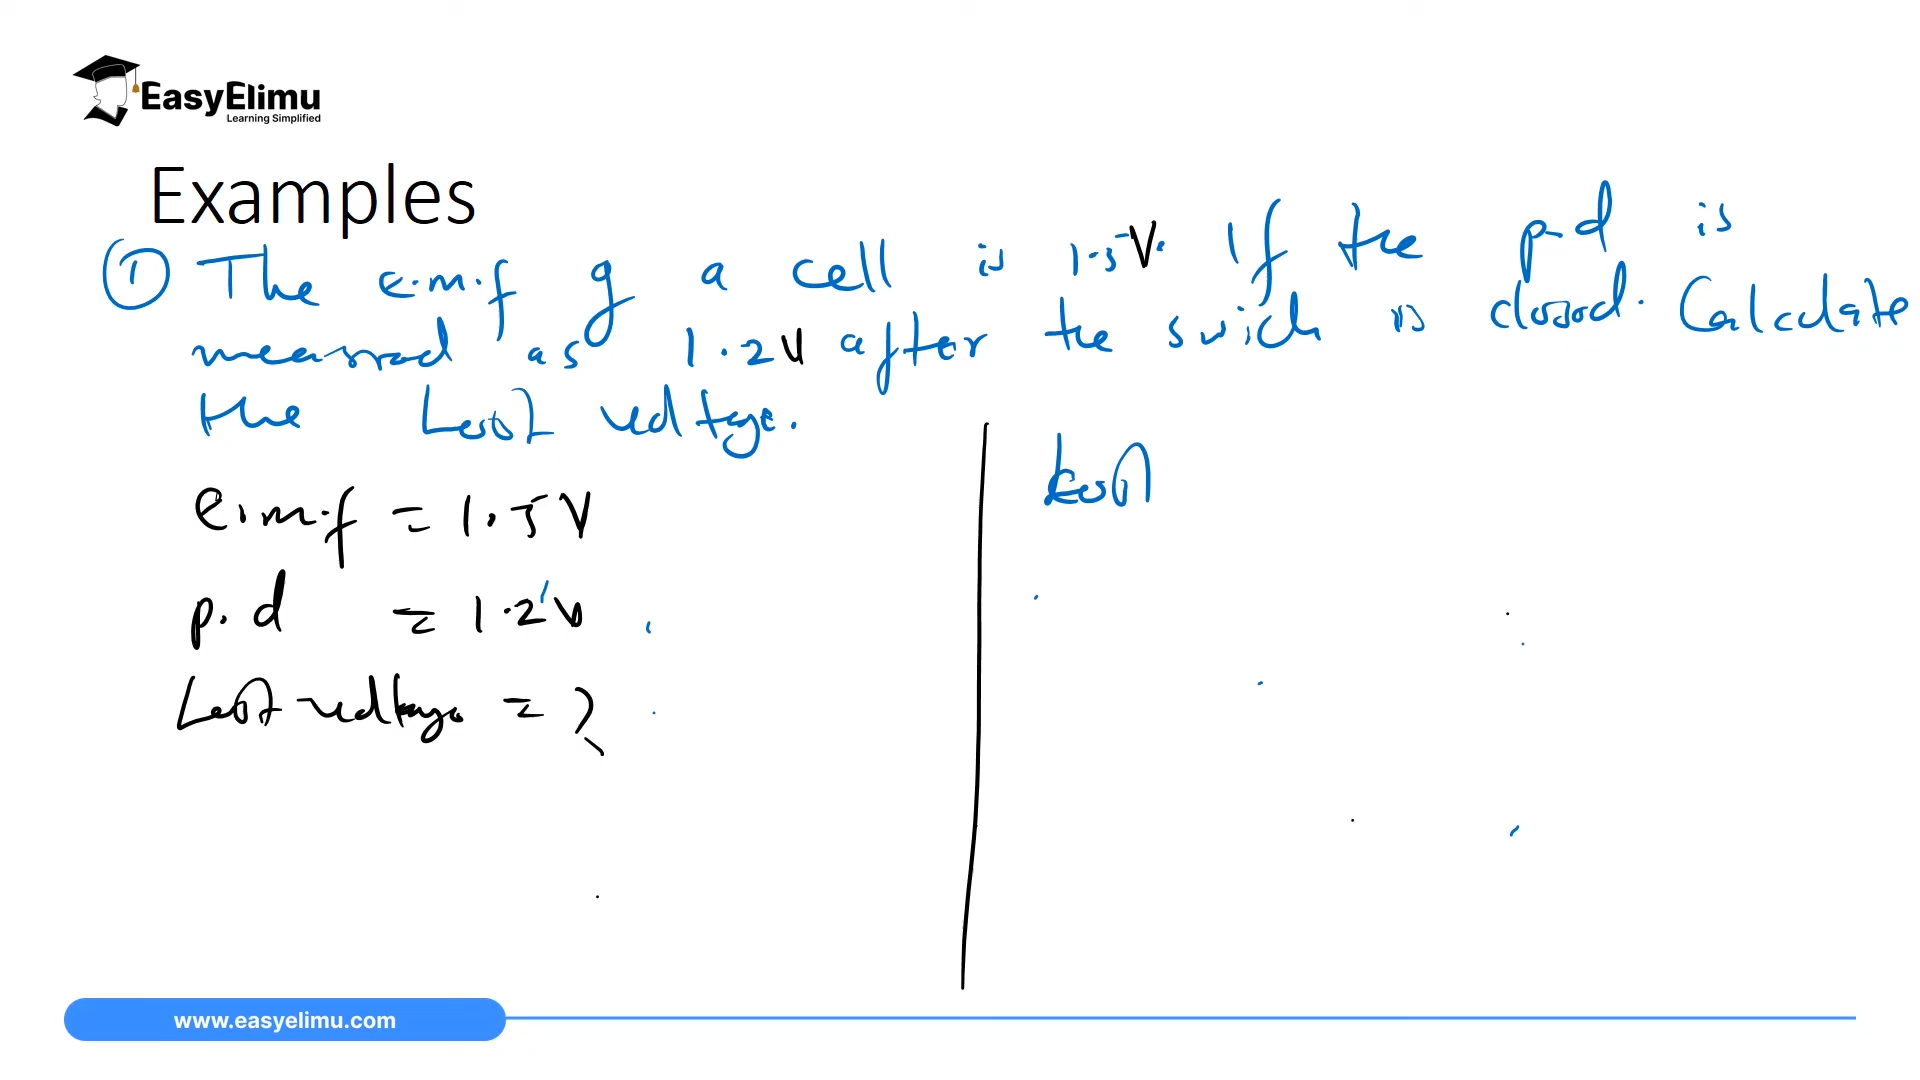 EasyElimu
Learning Simplified
Examples
① The e.m.f of a cell is 1.5V. If the p.d is
measured as 1.2V after the swich is closed. Calculate
the Lost voltage.
e.m.f = 1.5V
p.d = 1.2V
Lost voltage = ?
Lost
www.easyelimu.com